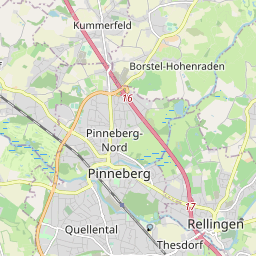 Kummerfeld
Borstel-Hohenraden
16
Pinneberg-
Nord
Pinneberg
17
Rellingen
Quellental
Thesdorf